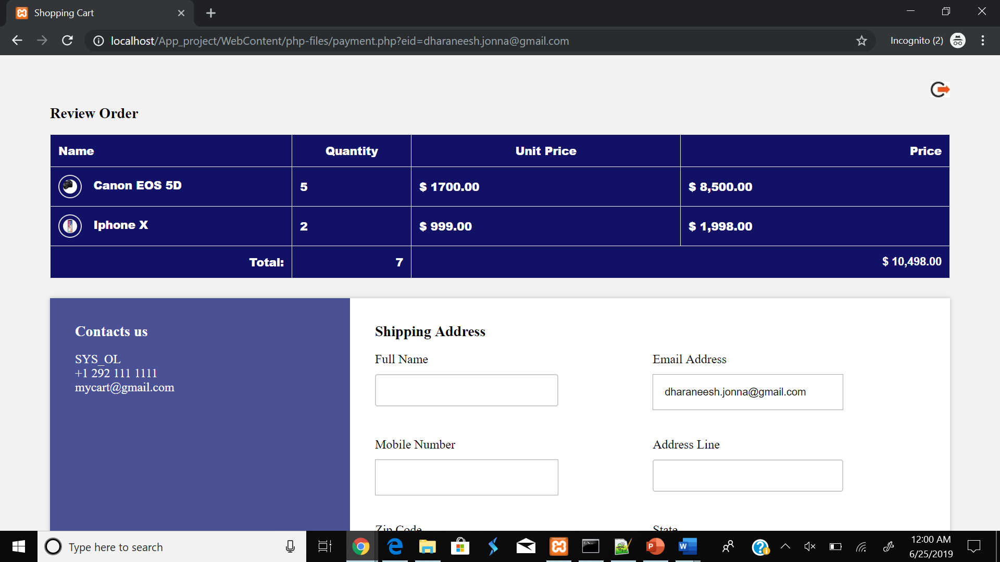 Shopping Cart
localhost/App_project/WebContent/php-files/payment.php?eid=dharaneesh.jonna@gmail.com
Incognito (2)
Review Order
Name Quantity Unit Price Price
Canon EOS 5D 5 $ 1700.00 $ 8,500.00
Iphone X 2 $ 999.00 $ 1,998.00
Total: 7 $ 10,498.00
Contacts us
SYS_OL
+1 292 111 1111
mycart@gmail.com
Shipping Address
Full Name Email Address
dharaneesh.jonna@gmail.com
Mobile Number Address Line
Zip Code State
Type here to search
12:00 AM
6/25/2019